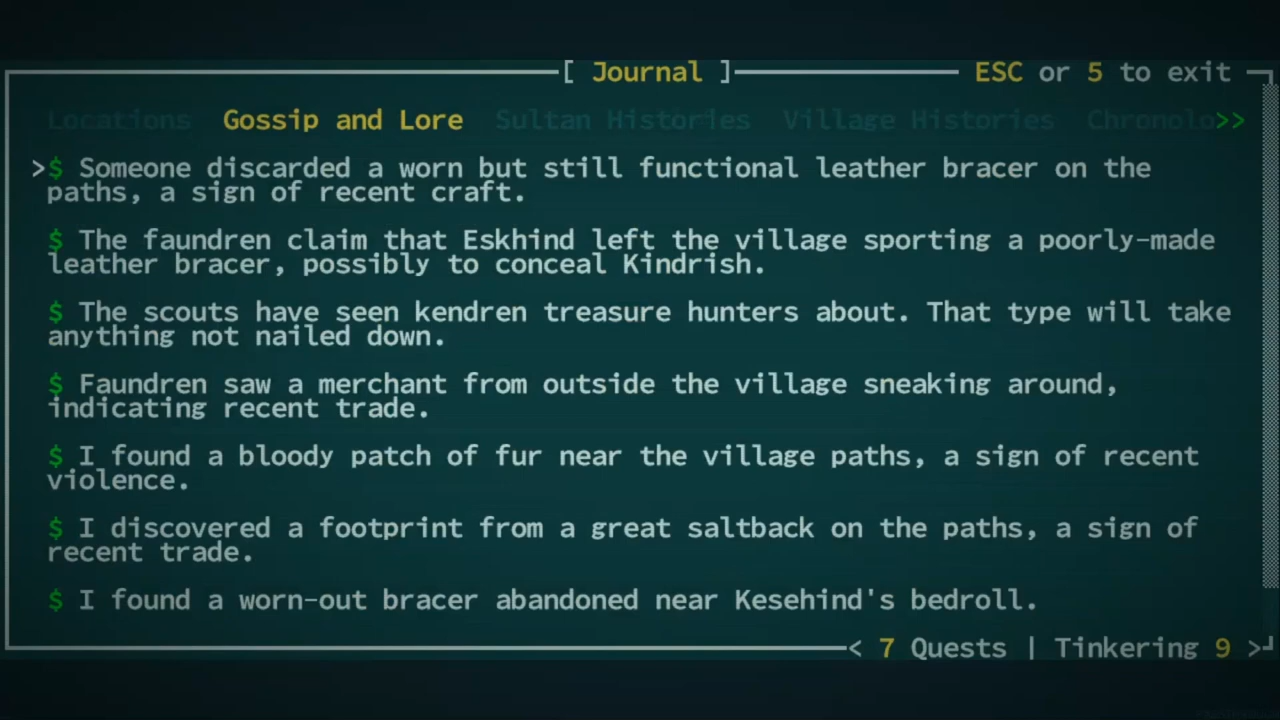 [ Journal ] ESC or 5 to exit
Locations Gossip and Lore Sultan Histories Village Histories Chronolo>>
>$ Someone discarded a worn but still functional leather bracer on the
paths, a sign of recent craft.
$ The faundren claim that Eskhind left the village sporting a poorly-made
leather bracer, possibly to conceal Kindrish.
$ The scouts have seen kendren treasure hunters about. That type will take
anything not nailed down.
$ Faundren saw a merchant from outside the village sneaking around,
indicating recent trade.
$ I found a bloody patch of fur near the village paths, a sign of recent
violence.
$ I discovered a footprint from a great saltback on the paths, a sign of
recent trade.
$ I found a worn-out bracer abandoned near Kesehind's bedroll.
< 7 Quests | Tinkering 9 >